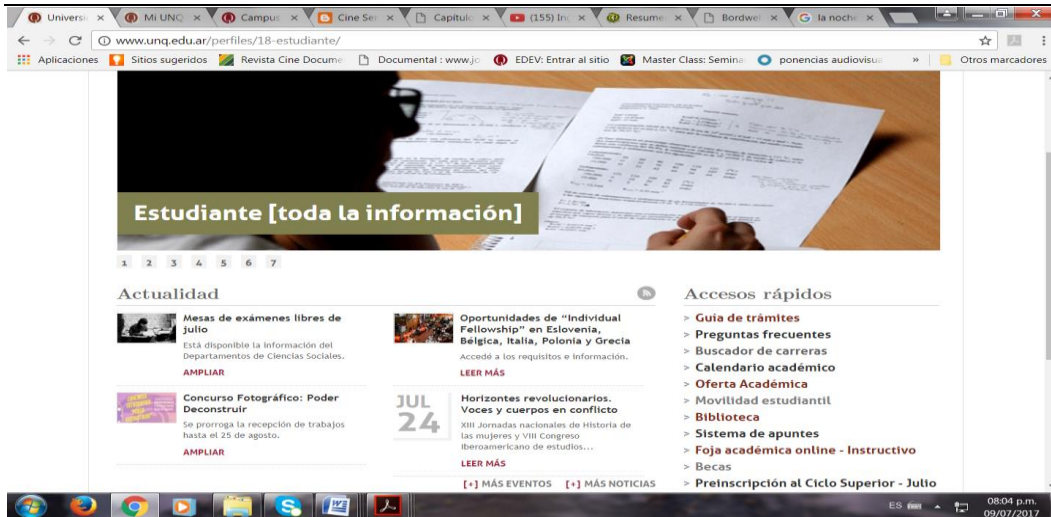 Universi
Mi UNQ
Campus
Cine Se
Capítulo
(155) In
Resume
Bordwe
la noche
www.unq.edu.ar/perfiles/18-estudiante/
Aplicaciones
Sitios sugeridos
Revista Cine Docume
Documental : www.jo
EDEV: Entrar al sitio
Master Class: Semina
ponencias audiovisua
»
Otros marcadores
Estudiante [toda la información]
1 2 3 4 5 6 7
Actualidad
Mesas de exámenes libres de
julio
Está disponible la información del
Departamentos de Ciencias Sociales.
AMPLIAR
Concurso Fotográfico: Poder
Deconstruir
Se prorroga la recepción de trabajos
hasta el 25 de agosto.
AMPLIAR
Oportunidades de “Individual
Fellowship” en Eslovenia,
Bélgica, Italia, Polonia y Grecia
Accedé a los requisitos e información.
LEER MÁS
JUL
24
Horizontes revolucionarios.
Voces y cuerpos en conflicto
XIII Jornadas nacionales de Historia de
las mujeres y VIII Congreso
Iberoamericano de estudios...
LEER MÁS
[+] MÁS EVENTOS [+] MÁS NOTICIAS
Accesos rápidos
> Guía de trámites
> Preguntas frecuentes
> Buscador de carreras
> Calendario académico
> Oferta Académica
> Movilidad estudiantil
> Biblioteca
> Sistema de apuntes
> Foja académica online - Instructivo
> Becas
> Preinscripción al Ciclo Superior - Julio
ES
08:04 p.m.
09/07/2017